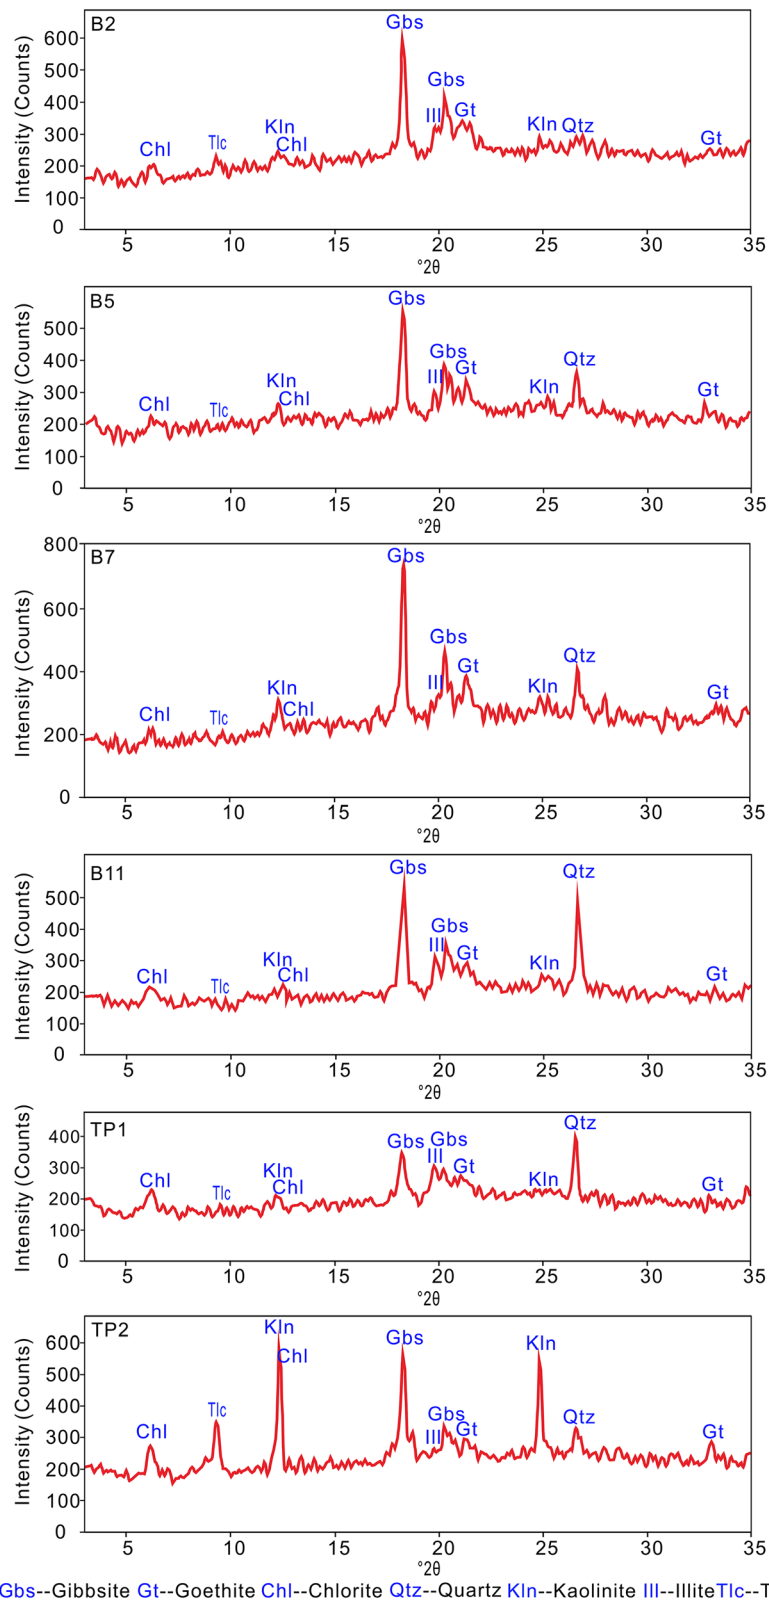 B2
Intensity (Counts)
600
500
400
300
200
100
0
Chl
Tlc
Kln
Chl
Gbs
Gbs
Ill
Gt
Kln
Qtz
Gt
5 10 15 20 25 30 35
°2θ
B5
Intensity (Counts)
500
400
300
200
100
0
Chl
Tlc
Kln
Chl
Gbs
Gbs
Ill
Gt
Kln
Qtz
Gt
5 10 15 20 25 30 35
°2θ
B7
Intensity (Counts)
800
600
400
200
0
Chl
Tlc
Kln
Chl
Gbs
Gbs
Ill
Gt
Kln
Qtz
Gt
5 10 15 20 25 30 35
°2θ
B11
Intensity (Counts)
500
400
300
200
100
0
Chl
Tlc
Kln
Chl
Gbs
Gbs
Ill
Gt
Kln
Qtz
Gt
5 10 15 20 25 30 35
°2θ
TP1
Intensity (Counts)
400
300
200
100
0
Chl
Tlc
Kln
Chl
Gbs
Gbs
Ill
Gt
Kln
Qtz
Gt
5 10 15 20 25 30 35
°2θ
TP2
Intensity (Counts)
600
500
400
300
200
100
0
Chl
Tlc
Kln
Chl
Gbs
Gbs
Ill
Gt
Kln
Qtz
Gt
5 10 15 20 25 30 35
°2θ
Gbs--Gibbsite Gt--Goethite Chl--Chlorite Qtz--Quartz Kln--Kaolinite Ill--Illite Tlc--T